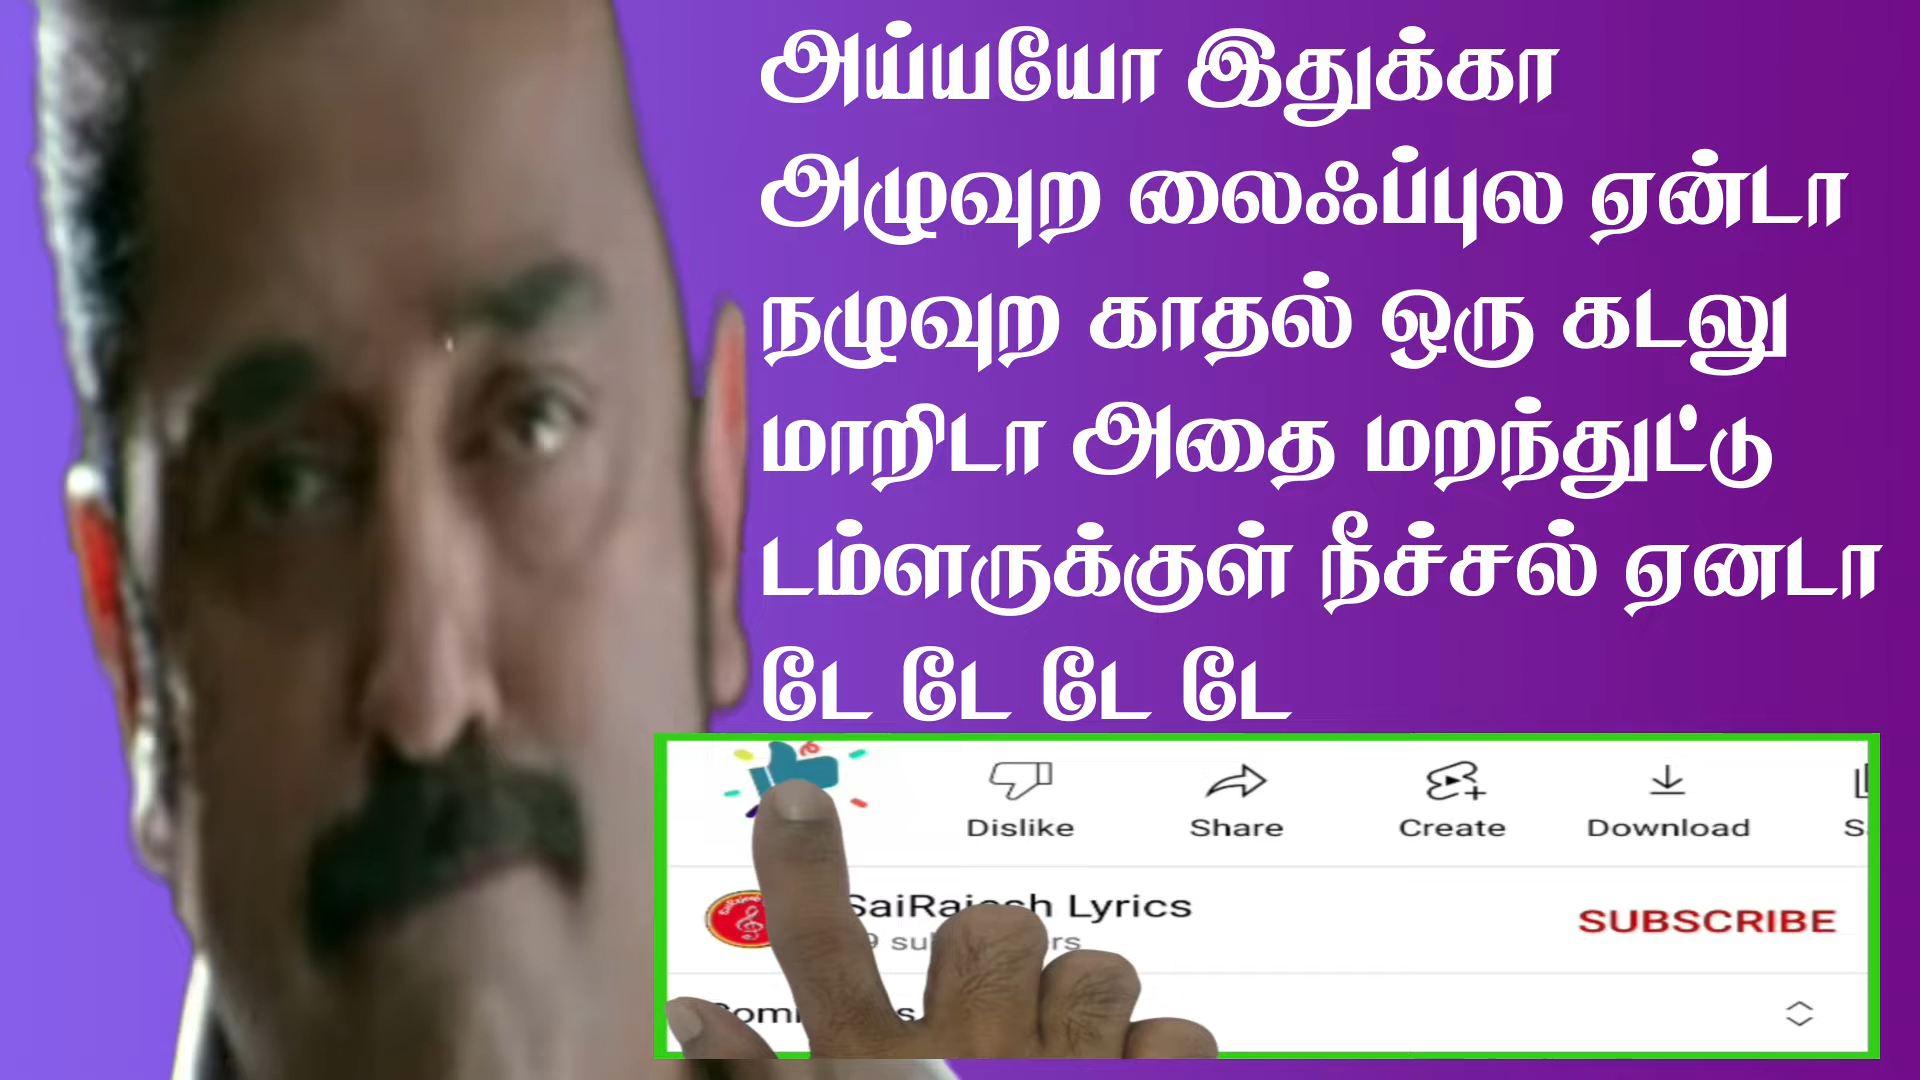 அய்யயோ இதுக்கா
அழுவுற லைஃப்புல ஏன்டா
நழுவுற காதல் ஒரு கடலு
மாறிடா அதை மறந்துட்டு
டம்ளருக்குள் நீச்சல் ஏனடா
டே டே டே டே
Dislike Share Create Download
Lyrics
SUBSCRIBE